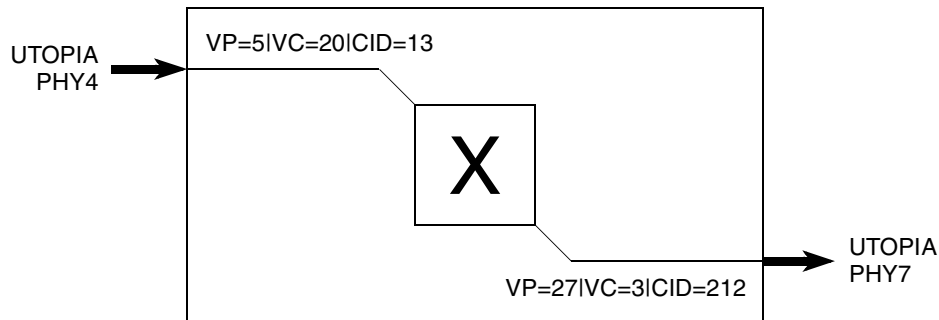 VP=5|VC=20|CID=13
UTOPIA
PHY4
X
UTOPIA
PHY7
VP=27|VC=3|CID=212